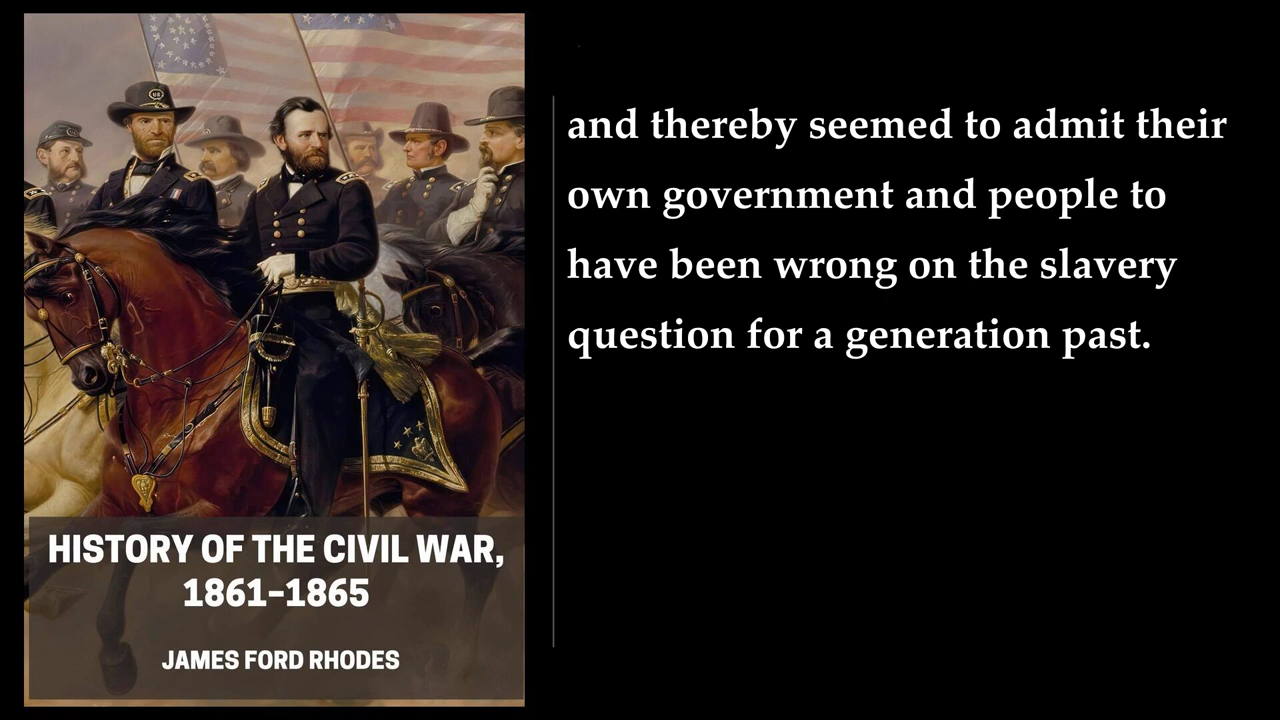 and thereby seemed to admit their
own government and people to
have been wrong on the slavery
question for a generation past.
HISTORY OF THE CIVIL WAR,
1861–1865
JAMES FORD RHODES